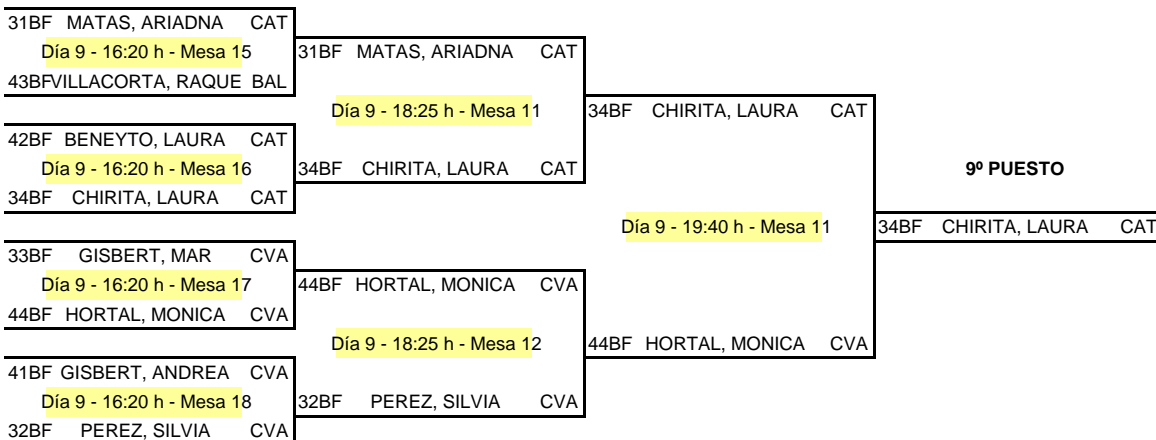 31BF MATAS, ARIADNA CAT
Día 9 - 16:20 h - Mesa 15
43BFVILLACORTA, RAQUE BAL
42BF BENEYTO, LAURA CAT
Día 9 - 16:20 h - Mesa 16
34BF CHIRITA, LAURA CAT
33BF GISBERT, MAR CVA
Día 9 - 16:20 h - Mesa 17
44BF HORTAL, MONICA CVA
41BF GISBERT, ANDREA CVA
Día 9 - 16:20 h - Mesa 18
32BF PEREZ, SILVIA CVA
31BF MATAS, ARIADNA CAT
Día 9 - 18:25 h - Mesa 11
34BF CHIRITA, LAURA CAT
44BF HORTAL, MONICA CVA
Día 9 - 18:25 h - Mesa 12
32BF PEREZ, SILVIA CVA
34BF CHIRITA, LAURA CAT
Día 9 - 19:40 h - Mesa 11
44BF HORTAL, MONICA CVA
9º PUESTO
34BF CHIRITA, LAURA CAT